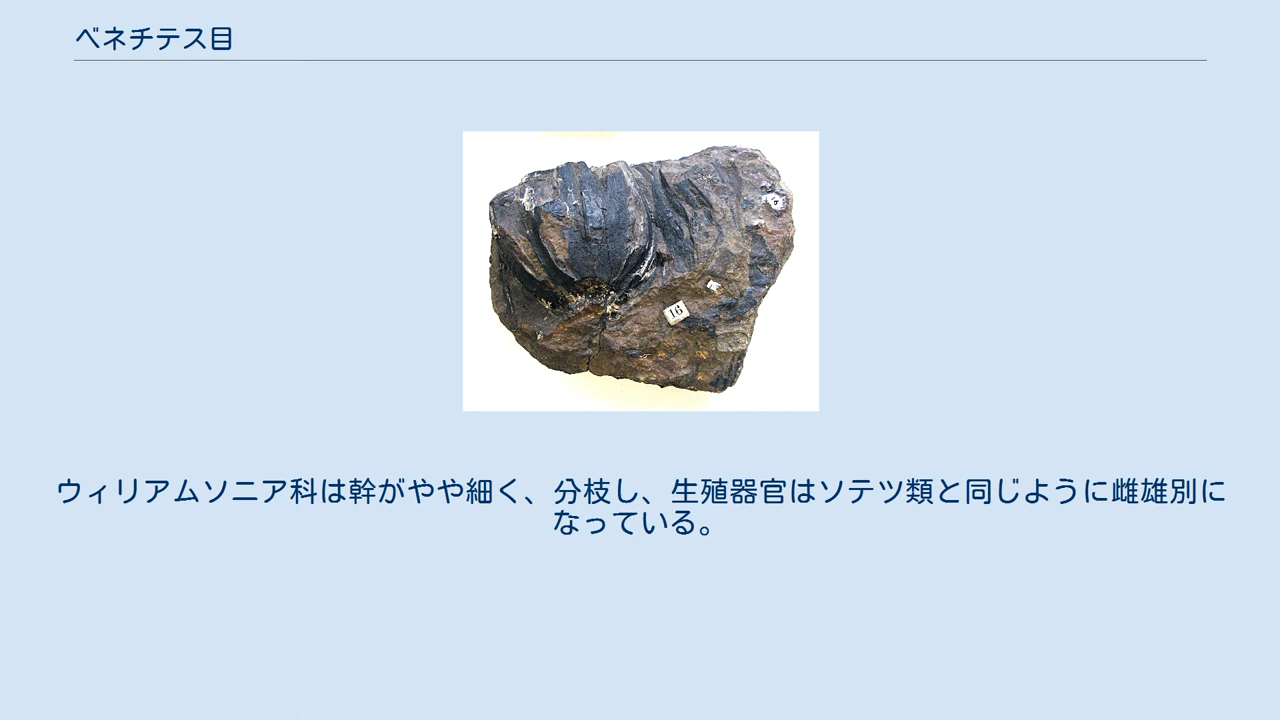 ベネチテス目
16
ウィリアムソニア科は幹がやや細く、分枝し、生殖器官はソテツ類と同じように雌雄別に
なっている。